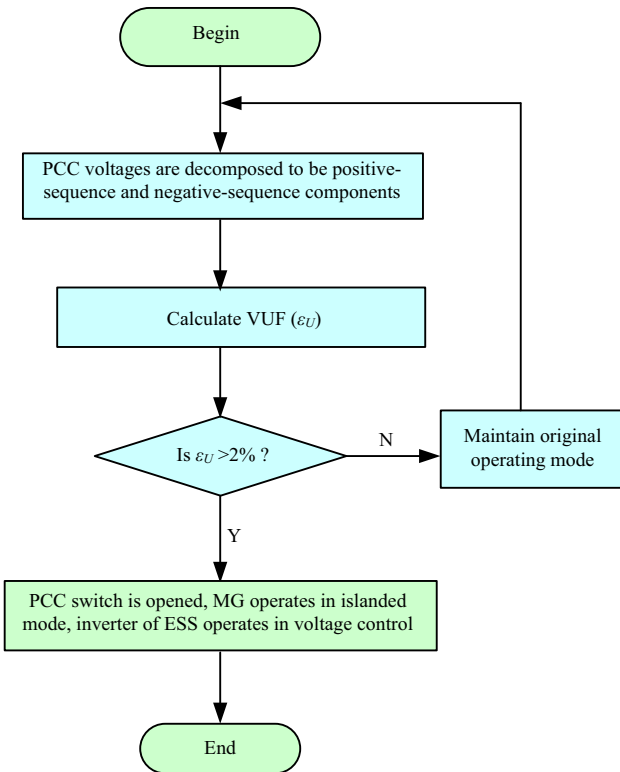 Begin
PCC voltages are decomposed to be positive-
sequence and negative-sequence components
Calculate VUF (εU)
Is εU >2% ?
N
Maintain original
operating mode
Y
PCC switch is opened, MG operates in islanded
mode, inverter of ESS operates in voltage control
End